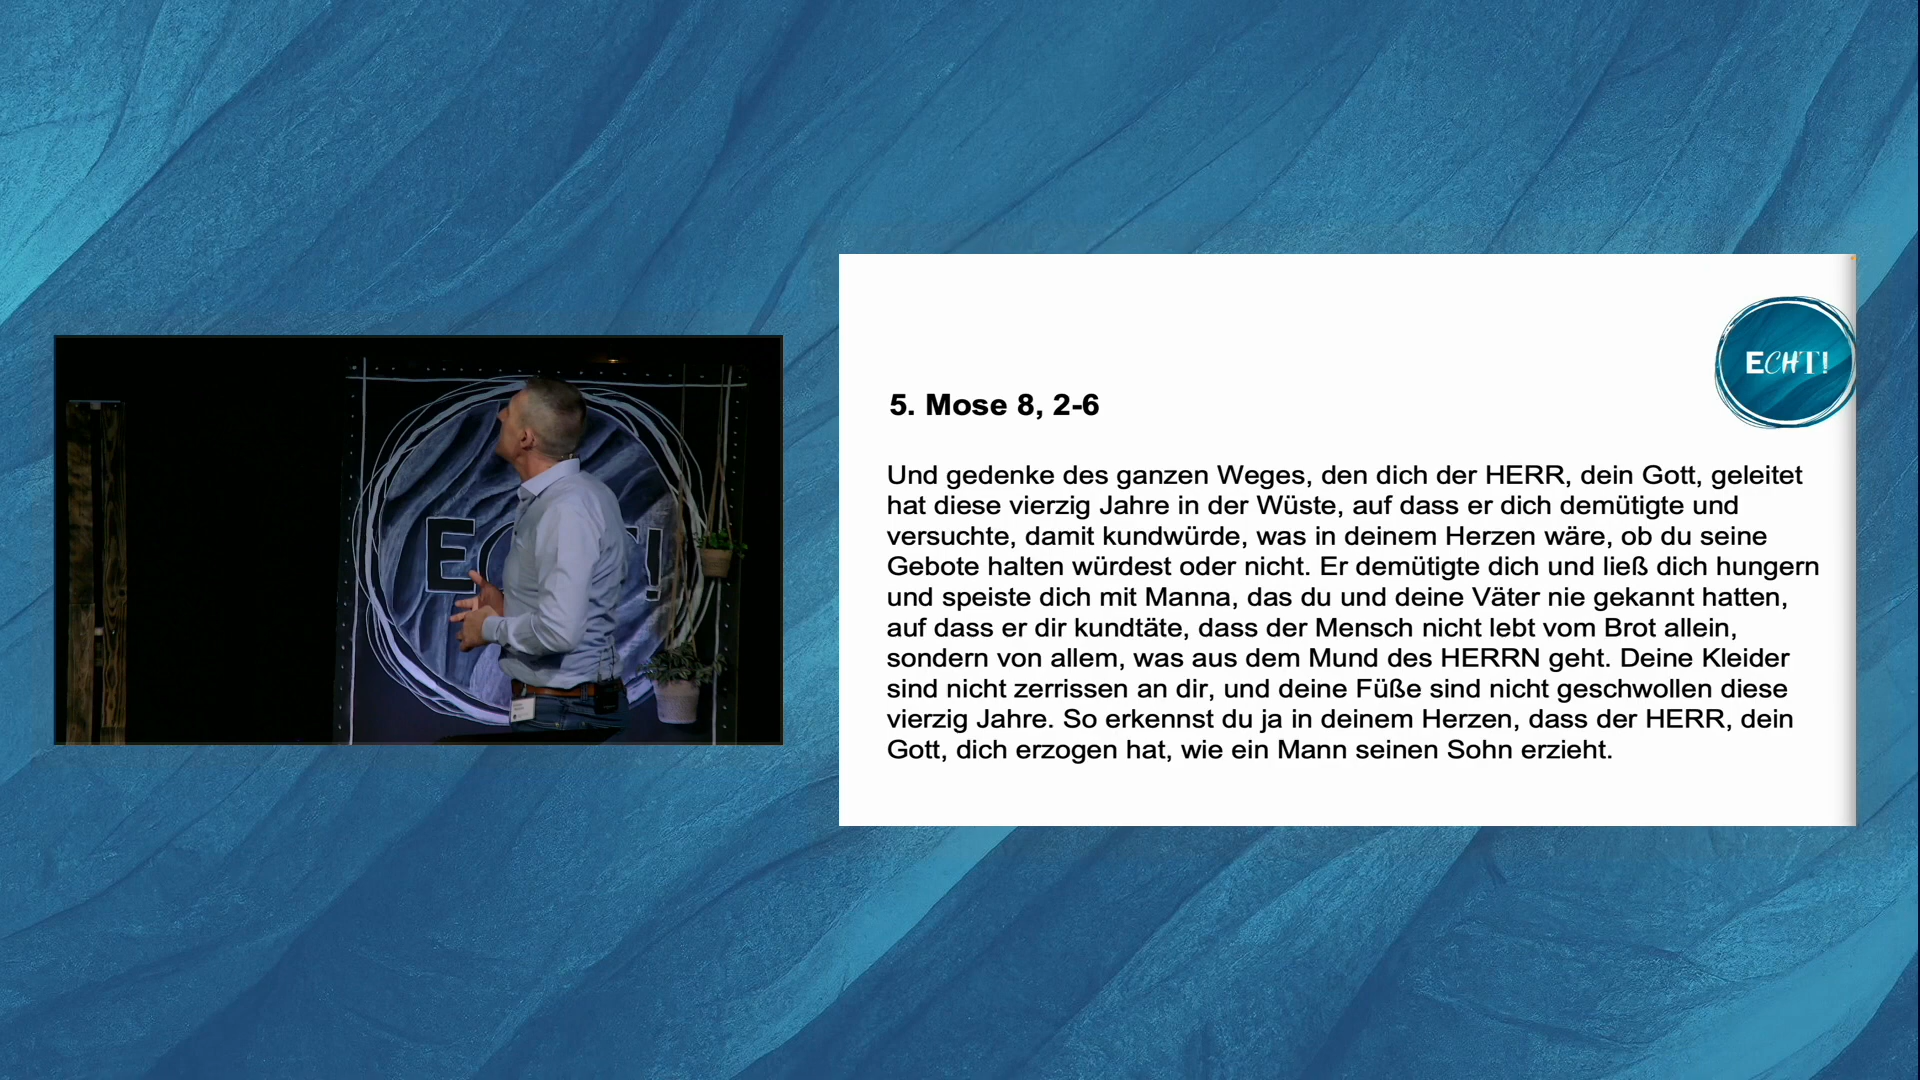 E !
ECHT!
5. Mose 8, 2-6
Und gedenke des ganzen Weges, den dich der HERR, dein Gott, geleitet
hat diese vierzig Jahre in der Wüste, auf dass er dich demütigte und
versuchte, damit kundwürde, was in deinem Herzen wäre, ob du seine
Gebote halten würdest oder nicht. Er demütigte dich und ließ dich hungern
und speiste dich mit Manna, das du und deine Väter nie gekannt hatten,
auf dass er dir kundtäte, dass der Mensch nicht lebt vom Brot allein,
sondern von allem, was aus dem Mund des HERRN geht. Deine Kleider
sind nicht zerrissen an dir, und deine Füße sind nicht geschwollen diese
vierzig Jahre. So erkennst du ja in deinem Herzen, dass der HERR, dein
Gott, dich erzogen hat, wie ein Mann seinen Sohn erzieht.